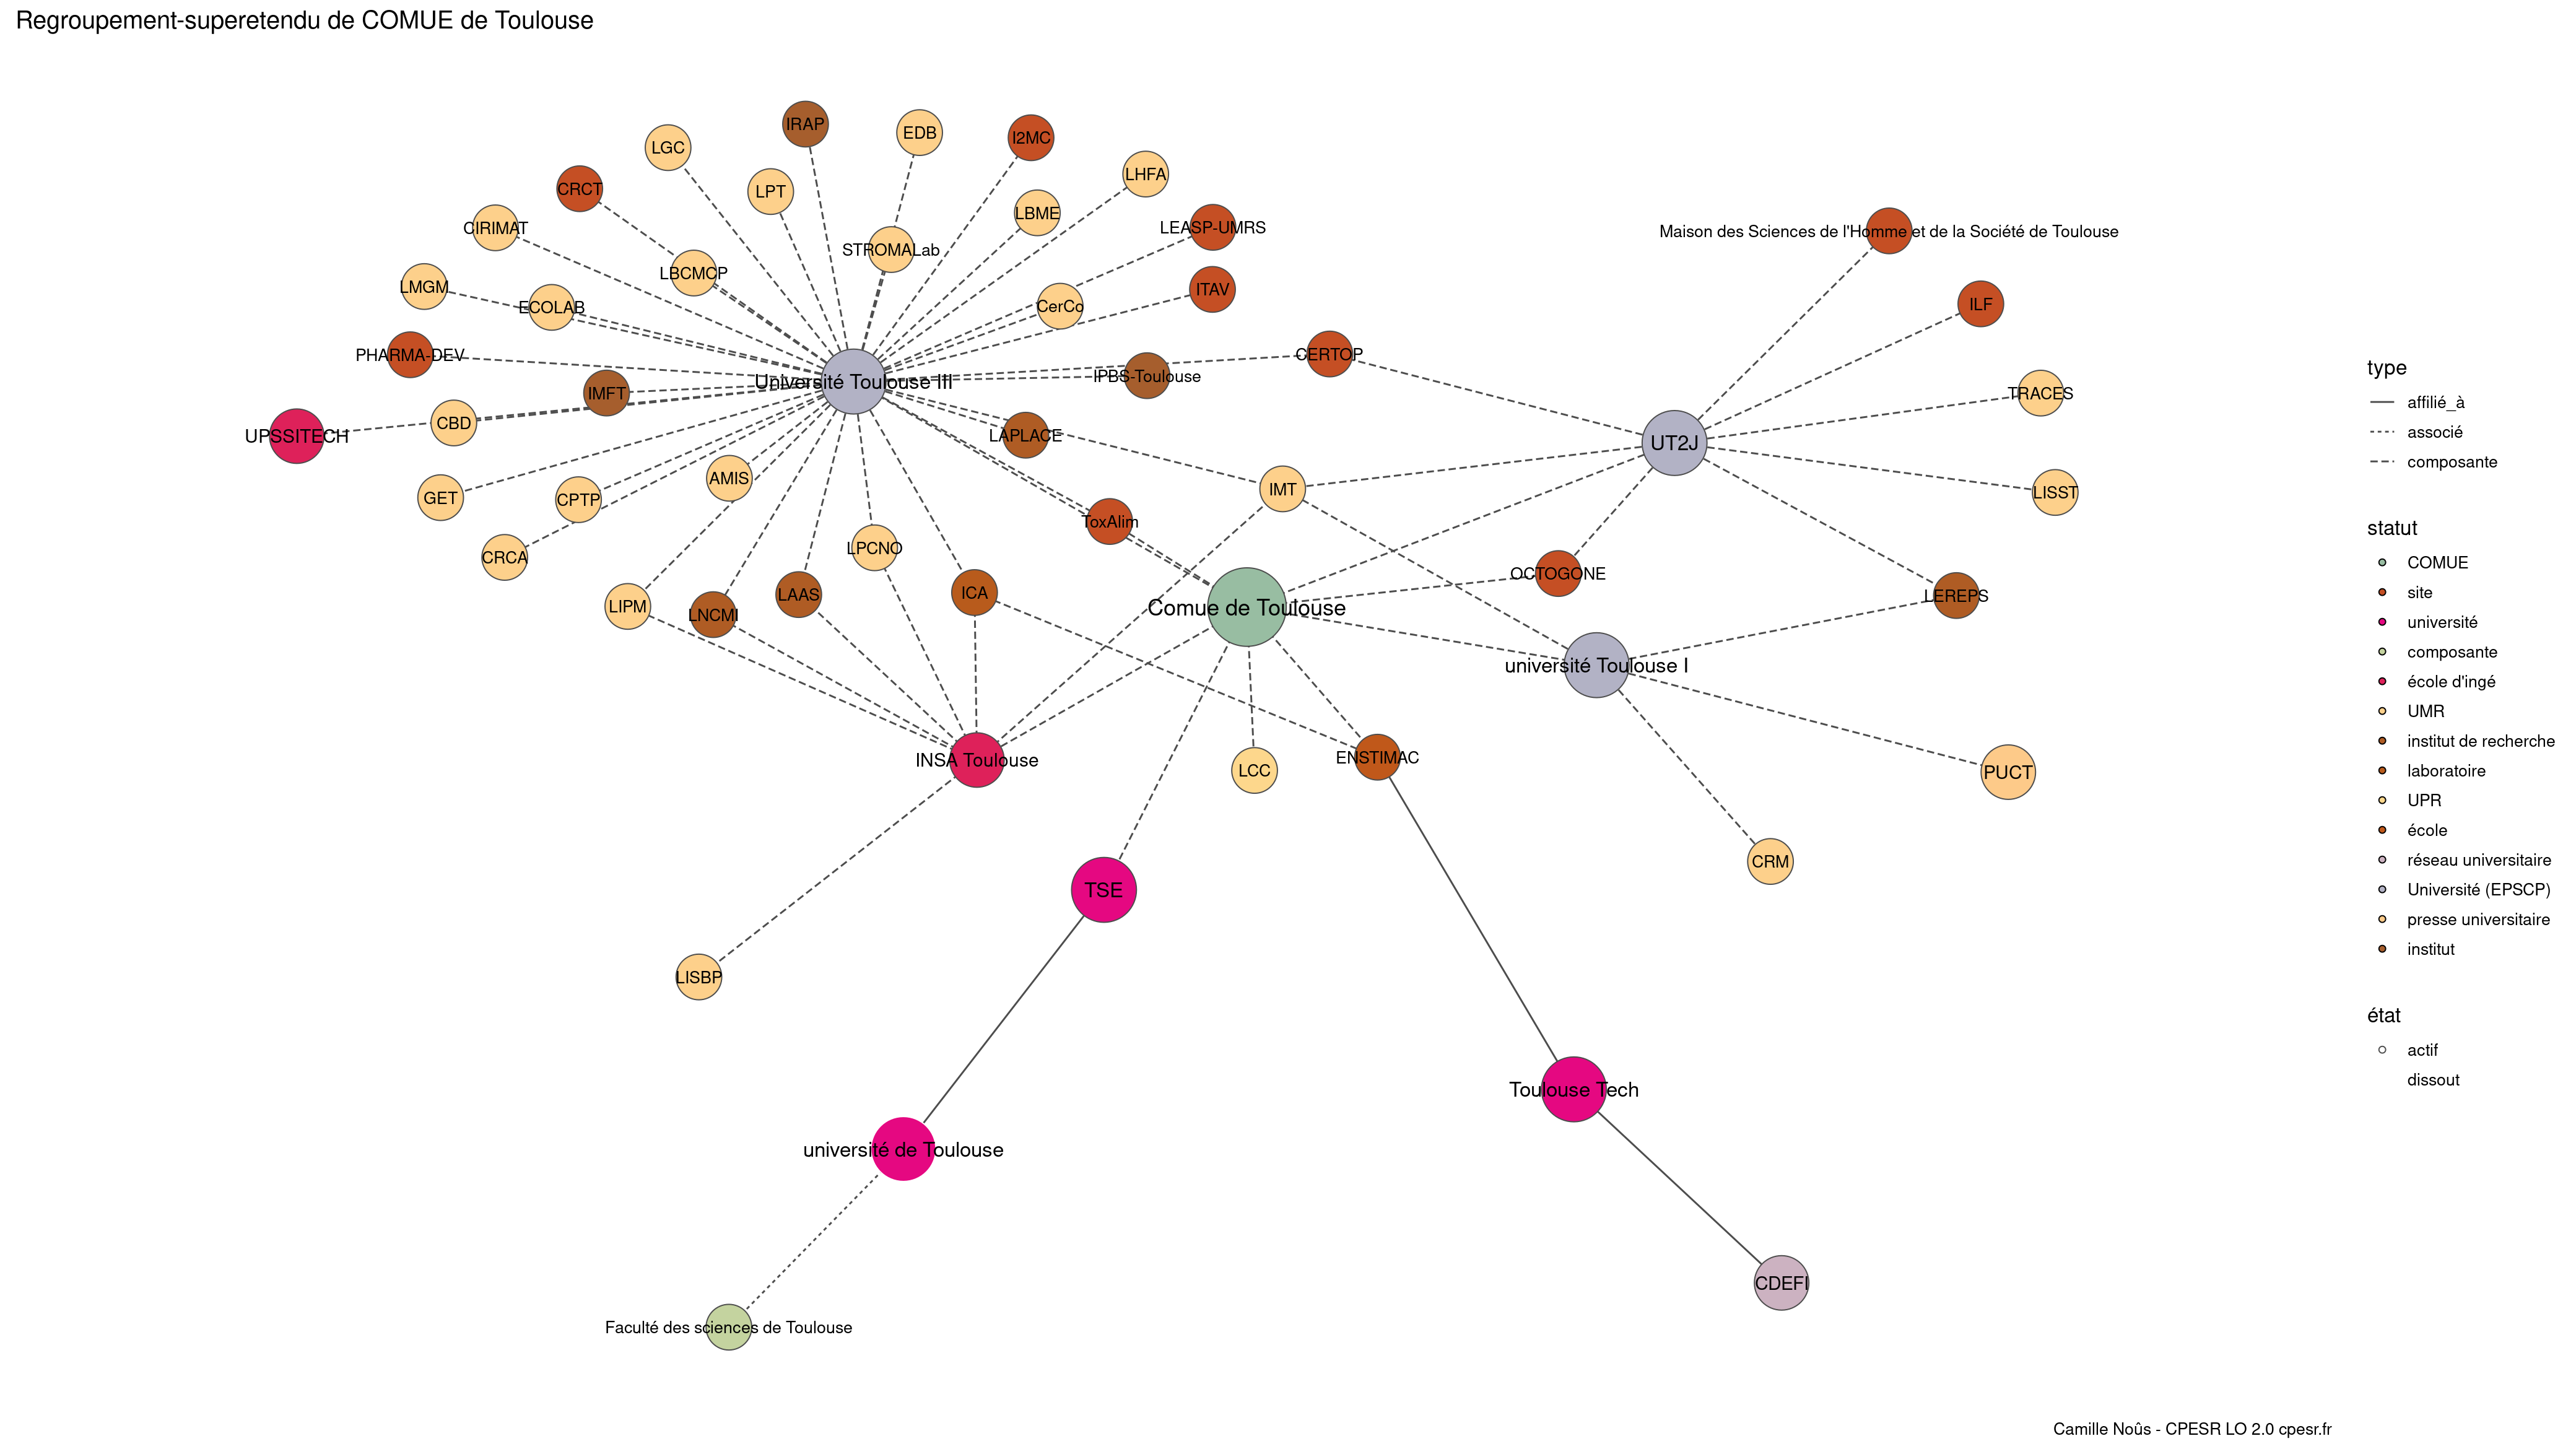 Regroupement-superetendu de COMUE de Toulouse
IRAP
EDB
I2MC
LGC
LHFA
CRCT
LPT
LBME
CIRIMAT
LEASP-UMRS
Maison des Sciences de l'Homme et de la Société de Toulouse
STROMALab
LBCMCP
LMGM
ITAV
ECOLAB
CerCo
ILF
PHARMA-DEV
CERTOP
IPBS-Toulouse
Université Toulouse III
IMFT
TRACES
CBD
UPSSITECH
LAPLACE
UT2J
AMIS
IMT
LISST
GET
CPTP
ToxAlim
LPCNO
CRCA
OCTOGONE
ICA
LAAS
LEREPS
LIPM
LNCMI
Comue de Toulouse
université Toulouse I
INSA Toulouse
ENSTIMAC
LCC
PUCT
CRM
TSE
LISBP
Toulouse Tech
université de Toulouse
CDEFI
Faculté des sciences de Toulouse
type
affilié_à
associé
composante
statut
COMUE
site
université
composante
école d'ingé
UMR
institut de recherche
laboratoire
UPR
école
réseau universitaire
Université (EPSCP)
presse universitaire
institut
état
actif
dissout
Camille Noûs - CPESR LO 2.0 cpesr.fr